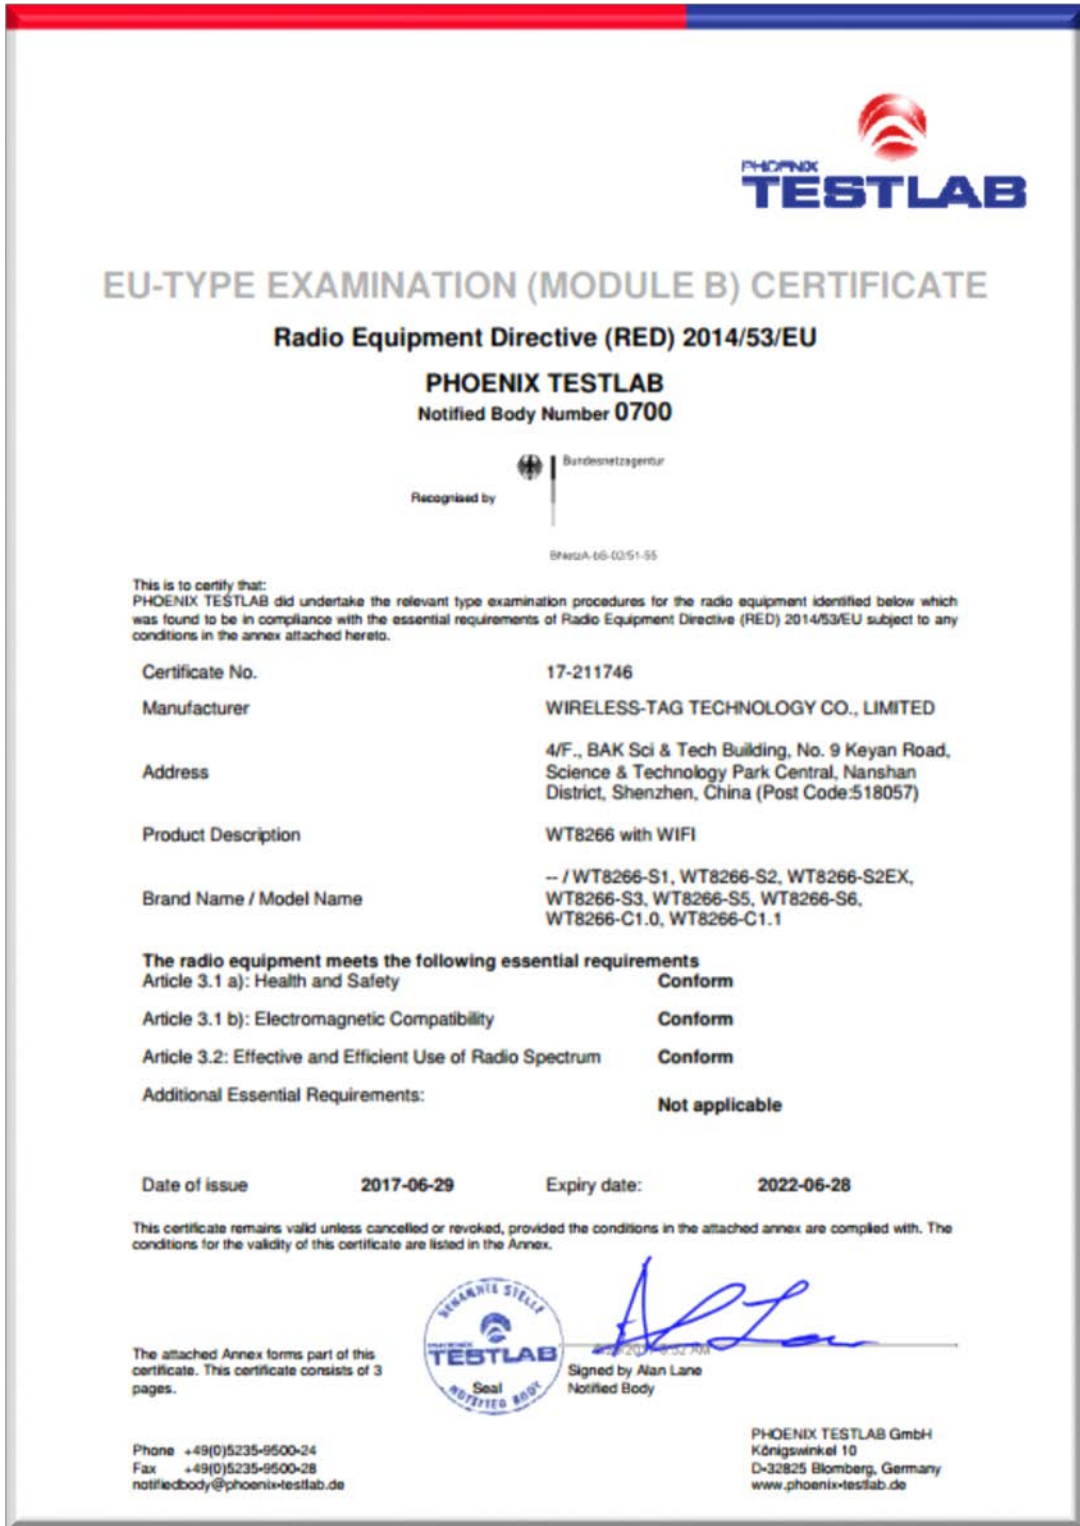 PHOENIX
TESTLAB
EU-TYPE EXAMINATION (MODULE B) CERTIFICATE
Radio Equipment Directive (RED) 2014/53/EU
PHOENIX TESTLAB
Notified Body Number 0700
Bundesnetzagentur
Recognised by
BNetzA-bS-02/51-55
This is to certify that:
PHOENIX TESTLAB did undertake the relevant type examination procedures for the radio equipment identified below which
was found to be in compliance with the essential requirements of Radio Equipment Directive (RED) 2014/53/EU subject to any
conditions in the annex attached hereto.
Certificate No. 17-211746
Manufacturer WIRELESS-TAG TECHNOLOGY CO., LIMITED
Address 4/F., BAK Sci & Tech Building, No. 9 Keyan Road,
Science & Technology Park Central, Nanshan
District, Shenzhen, China (Post Code:518057)
Product Description WT8266 with WIFI
Brand Name / Model Name -- / WT8266-S1, WT8266-S2, WT8266-S2EX,
WT8266-S3, WT8266-S5, WT8266-S6,
WT8266-C1.0, WT8266-C1.1
The radio equipment meets the following essential requirements
Article 3.1 a): Health and Safety Conform
Article 3.1 b): Electromagnetic Compatibility Conform
Article 3.2: Effective and Efficient Use of Radio Spectrum Conform
Additional Essential Requirements: Not applicable
Date of issue 2017-06-29 Expiry date: 2022-06-28
This certificate remains valid unless cancelled or revoked, provided the conditions in the attached annex are complied with. The
conditions for the validity of this certificate are listed in the Annex.
BENANNTE STELLE
PHOENIX
TESTLAB
Seal
NOTIFIED BODY
The attached Annex forms part of this
certificate. This certificate consists of 3
pages.
Signed by Alan Lane
Notified Body
Phone +49(0)5235-9500-24
Fax +49(0)5235-9500-28
notifiedbody@phoenix-testlab.de
PHOENIX TESTLAB GmbH
Königswinkel 10
D-32825 Blomberg, Germany
www.phoenix-testlab.de